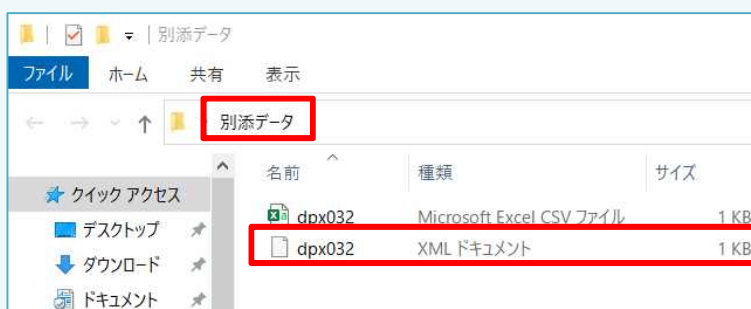 別添データ
ファイル ホーム 共有 表示
別添データ
名前 種類 サイズ
クイック アクセス
デスクトップ
ダウンロード
ドキュメント
dpx032 Microsoft Excel CSV ファイル 1 KB
dpx032 XML ドキュメント 1 KB